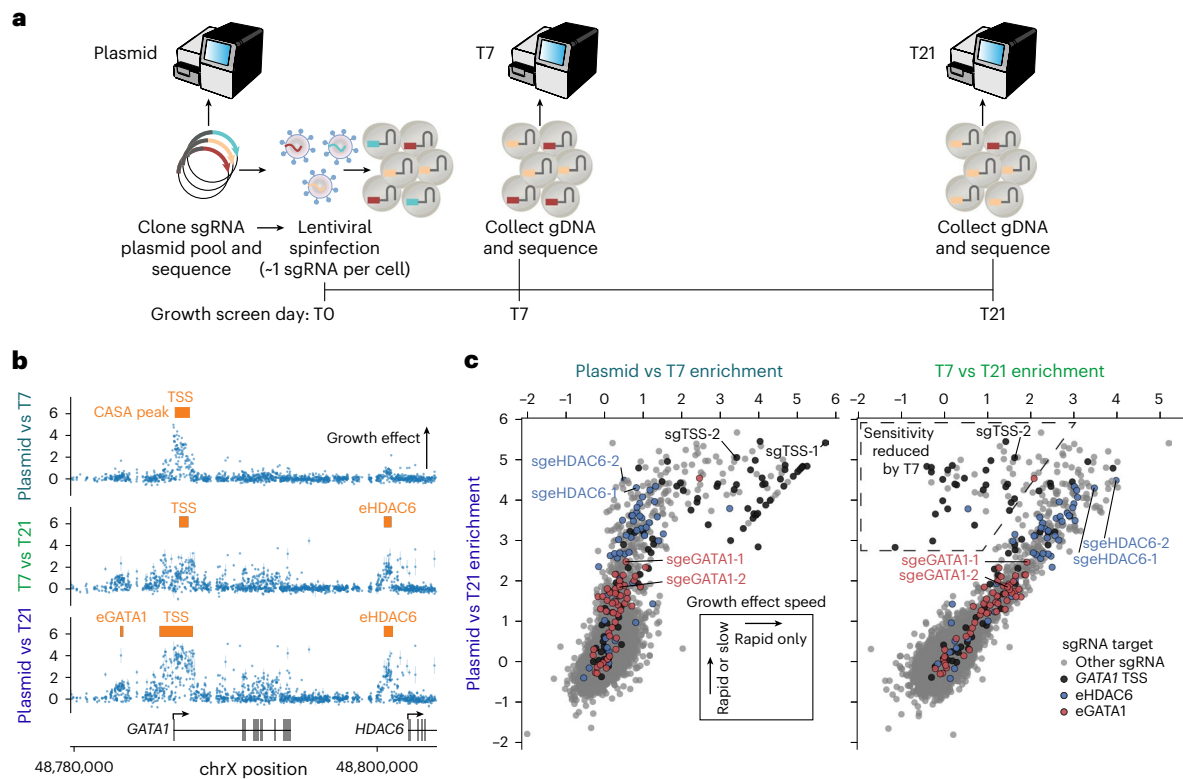 a
Plasmid
T7
T21
Clone sgRNA
plasmid pool and
sequence
Lentiviral
spinfection
(~1 sgRNA per cell)
Collect gDNA
and sequence
Collect gDNA
and sequence
Growth screen day: T0
T7
T21
b
Plasmid vs T7
6
4
2
0
CASA peak
TSS
Growth effect
T7 vs T21
6
4
2
0
TSS
eHDAC6
Plasmid vs T21
6
4
2
0
eGATA1
TSS
eHDAC6
GATA1
HDAC6
48,780,000
chrX position
48,800,000
c
Plasmid vs T7 enrichment
−2 −1 0 1 2 3 4 5 6
Plasmid vs T21 enrichment
6
5
4
3
2
1
0
−1
−2
sgTSS-2
sgTSS-1
sgeHDAC6-2
sgeHDAC6-1
sgeGATA1-1
sgeGATA1-2
Growth effect speed
Rapid only
Rapid or slow
T7 vs T21 enrichment
−2 −1 0 1 2 3 4 5
Sensitivity
reduced
by T7
sgTSS-2
sgeHDAC6-2
sgeHDAC6-1
sgeGATA1-1
sgeGATA1-2
sgRNA target
Other sgRNA
GATA1 TSS
eHDAC6
eGATA1